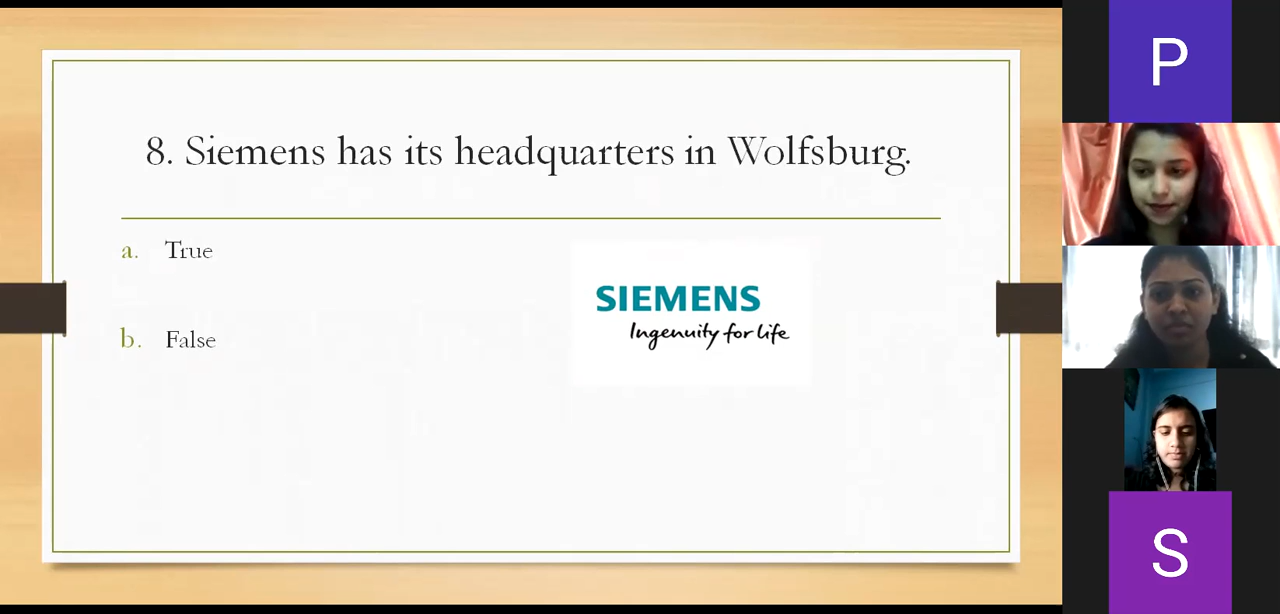 8. Siemens has its headquarters in Wolfsburg.
a. True
b. False
SIEMENS
Ingenuity for life
P
S